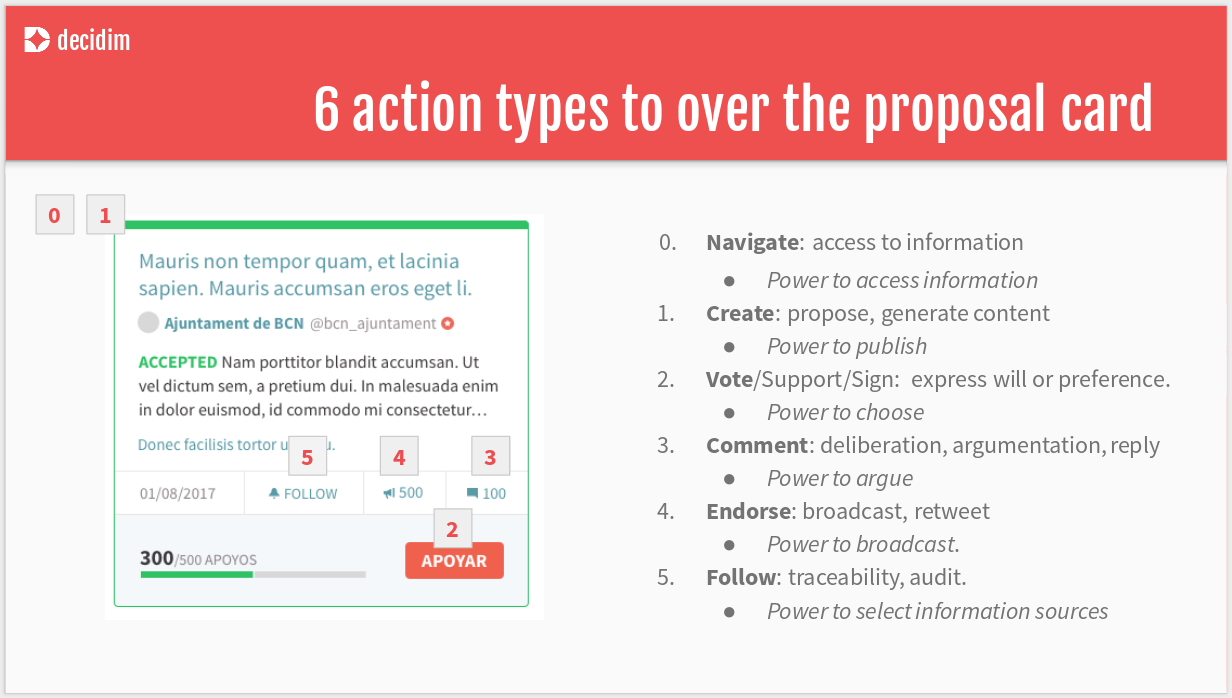 decidim
6 action types to over the proposal card
0 1
Mauris non tempor quam, et lacinia
sapien. Mauris accumsan eros eget li.
Ajuntament de BCN @bcn_ajuntament
ACCEPTED Nam porttitor blandit accumsan. Ut
vel dictum sem, a pretium dui. In malesuada enim
in dolor euismod, id commodo mi consectetur...
Donec facilisis tortor
5 4 3
01/08/2017 FOLLOW 500 100
2
300/500 APOYOS APOYAR
0. Navigate: access to information
● Power to access information
1. Create: propose, generate content
● Power to publish
2. Vote/Support/Sign: express will or preference.
● Power to choose
3. Comment: deliberation, argumentation, reply
● Power to argue
4. Endorse: broadcast, retweet
● Power to broadcast.
5. Follow: traceability, audit.
● Power to select information sources